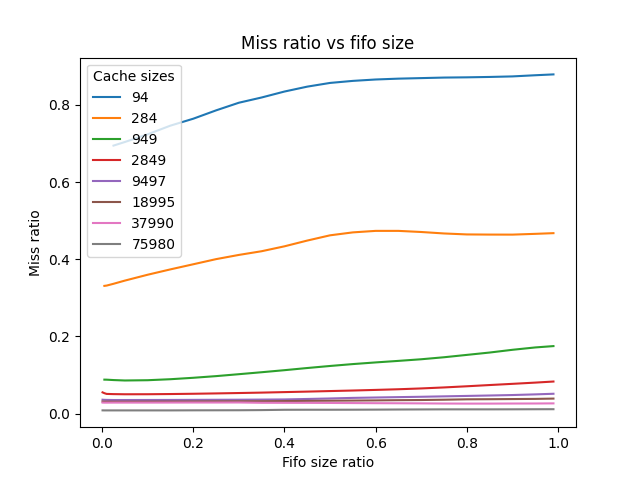 Miss ratio vs fifo size
Cache sizes
94
284
949
2849
9497
18995
37990
75980
0.8
0.6
0.4
0.2
0.0
Miss ratio
0.0 0.2 0.4 0.6 0.8 1.0
Fifo size ratio